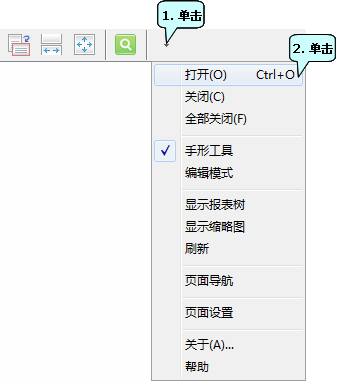 1. 单击
2. 单击
打开(O) Ctrl+O
关闭(C)
全部关闭(F)
手形工具
编辑模式
显示报表树
显示缩略图
刷新
页面导航
页面设置
关于(A)...
帮助